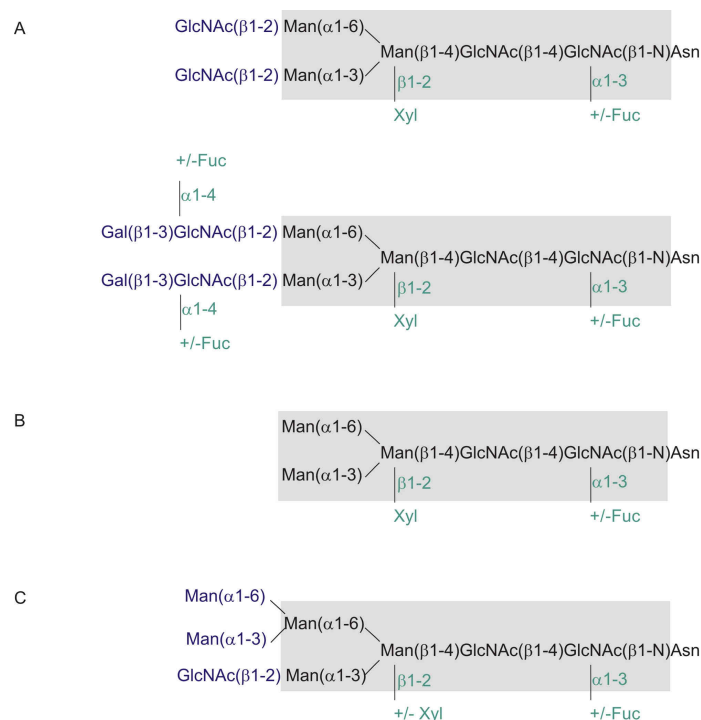 A
GlcNAc(β1-2)Man(α1-6)
Man(β1-4)GlcNAc(β1-4)GlcNAc(β1-N)Asn
GlcNAc(β1-2)Man(α1-3)
β1-2 α1-3
Xyl +/-Fuc
+/-Fuc
α1-4
Gal(β1-3)GlcNAc(β1-2)Man(α1-6)
Man(β1-4)GlcNAc(β1-4)GlcNAc(β1-N)Asn
Gal(β1-3)GlcNAc(β1-2)Man(α1-3)
β1-2 α1-3
α1-4
Xyl +/-Fuc
+/-Fuc
B
Man(α1-6)
Man(β1-4)GlcNAc(β1-4)GlcNAc(β1-N)Asn
Man(α1-3)
β1-2 α1-3
Xyl +/-Fuc
C
Man(α1-6)
Man(α1-6)
Man(α1-3)
Man(β1-4)GlcNAc(β1-4)GlcNAc(β1-N)Asn
GlcNAc(β1-2)Man(α1-3)
β1-2 α1-3
+/- Xyl +/-Fuc